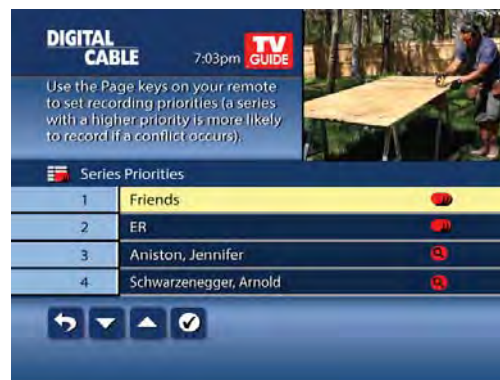 DIGITAL
CABLE
7:03pm
TV
GUIDE
Use the Page keys on your remote
to set recording priorities (a series
with a higher priority is more likely
to record if a conflict occurs).
Series Priorities
1 Friends
2 ER
3 Aniston, Jennifer
4 Schwarzenegger, Arnold